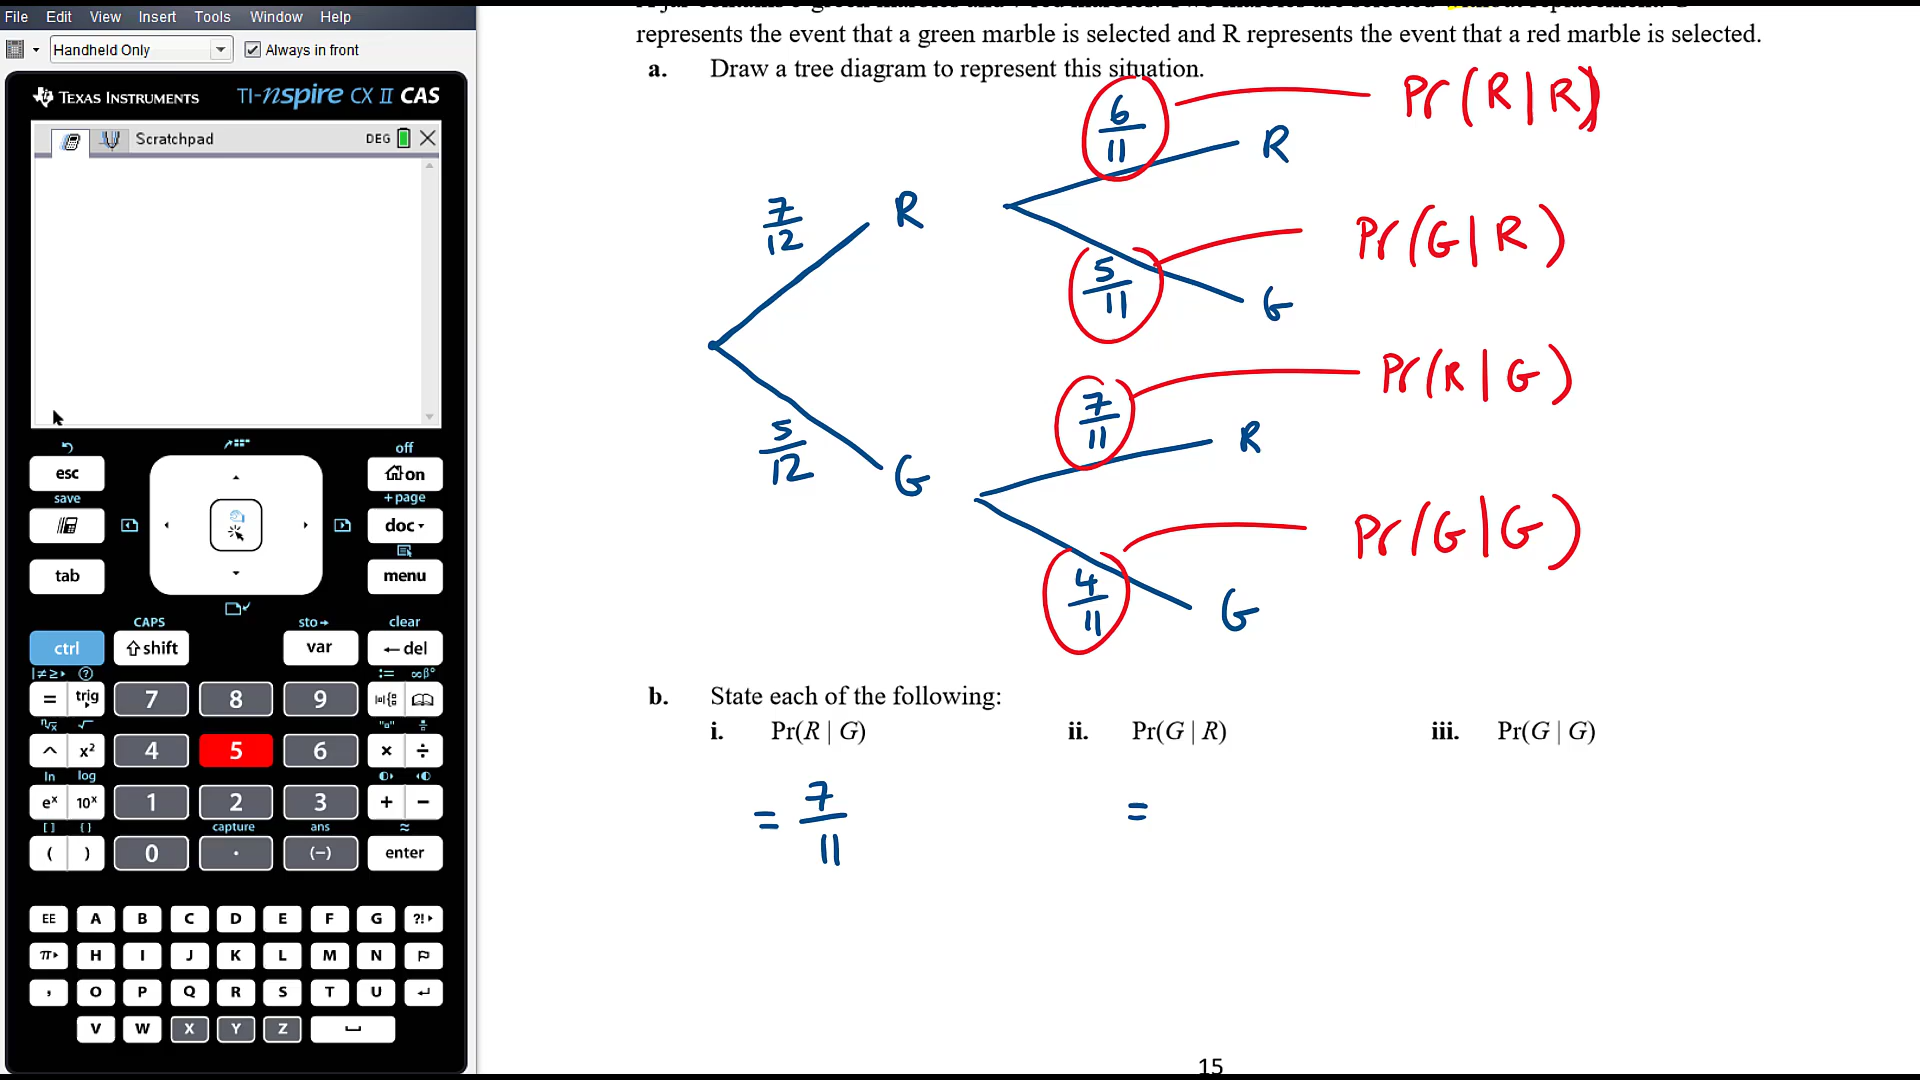 File Edit View Insert Tools Window Help
Handheld Only Always in front
TEXAS INSTRUMENTS TI-nspire CX II CAS
Scratchpad DEG
off
esc on
save +page
doc
tab menu
CAPS sto→ clear
ctrl shift var ←del
|≠≥▸ ? := ∞β°
= trig 7 8 9
ⁿ√x √ "▫"
^ x² 4 5 6 × ÷
ln log
eˣ 10ˣ 1 2 3 + −
[] {} capture ans ≈
( ) 0 . (−) enter
EE A B C D E F G ?!▸
π▸ H I J K L M N
, O P Q R S T U ↵
V W X Y Z
represents the event that a green marble is selected and R represents the event that a red marble is selected.
a. Draw a tree diagram to represent this situation.
6/11 R Pr(R|R)
7/12 R
5/11 G Pr(G|R)
7/11 R Pr(R|G)
5/12 G
4/11 G Pr(G|G)
b. State each of the following:
i. Pr(R | G) ii. Pr(G | R) iii. Pr(G | G)
= 7/11 =
15